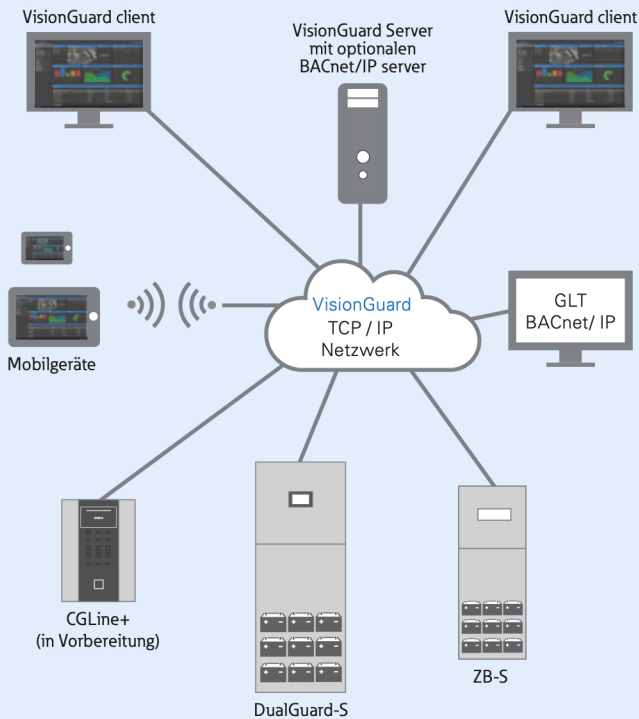 VisionGuard client
VisionGuard Server
mit optionalen
BACnet/IP server
VisionGuard client
VisionGuard
TCP / IP
Netzwerk
GLT
BACnet/ IP
Mobilgeräte
CGLine+
(in Vorbereitung)
DualGuard-S
ZB-S